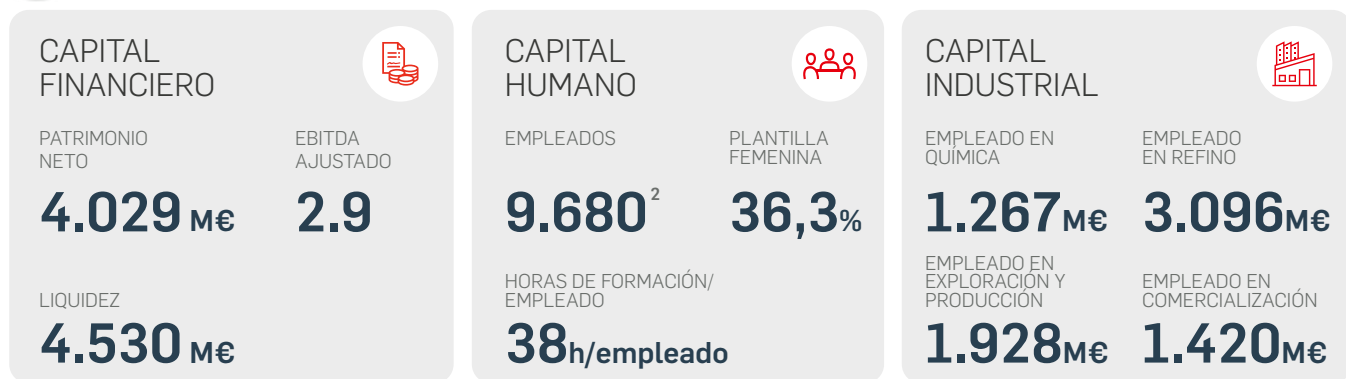 CAPITAL
FINANCIERO
PATRIMONIO
NETO
4.029 M€
EBITDA
AJUSTADO
2.9
LIQUIDEZ
4.530 M€
CAPITAL
HUMANO
EMPLEADOS
9.680²
PLANTILLA
FEMENINA
36,3%
HORAS DE FORMACIÓN/
EMPLEADO
38h/empleado
CAPITAL
INDUSTRIAL
EMPLEADO EN
QUÍMICA
1.267M€
EMPLEADO
EN REFINO
3.096M€
EMPLEADO EN
EXPLORACIÓN Y
PRODUCCIÓN
1.928M€
EMPLEADO EN
COMERCIALIZACIÓN
1.420M€